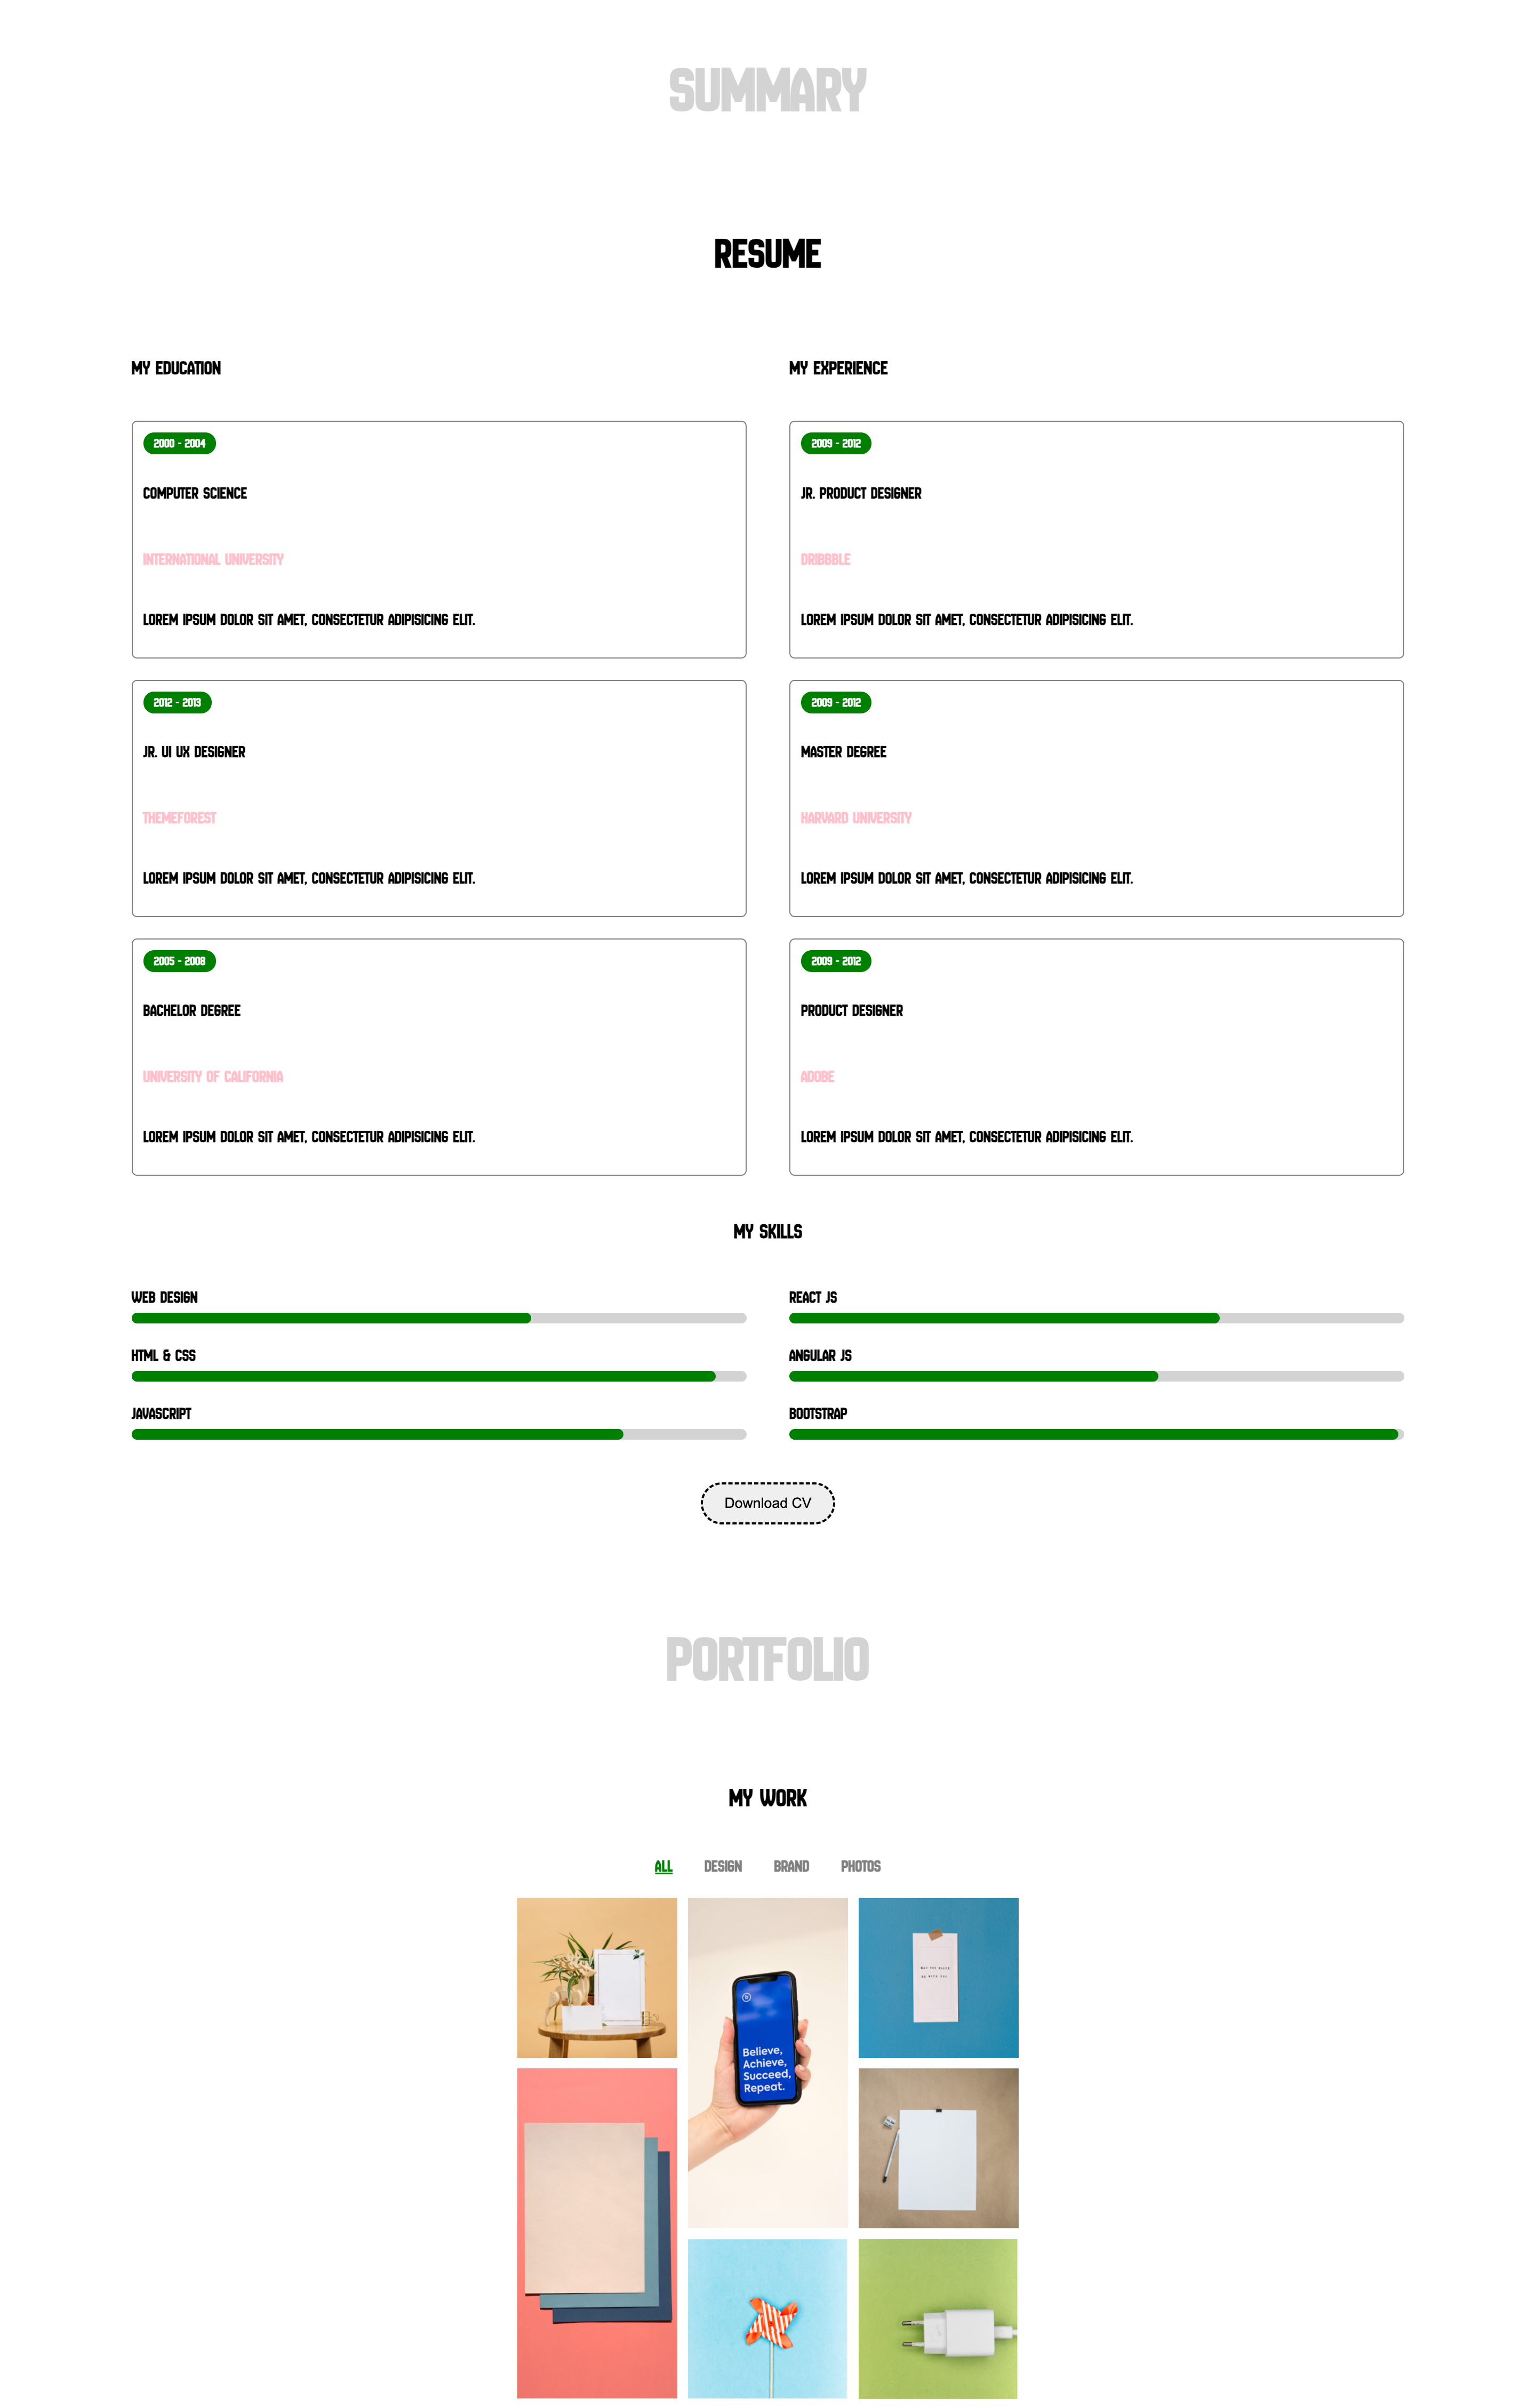 SUMMARY
RESUME
MY EDUCATION
2000 - 2004
COMPUTER SCIENCE
INTERNATIONAL UNIVERSITY
LOREM IPSUM DOLOR SIT AMET, CONSECTETUR ADIPISICING ELIT.
2012 - 2013
JR. UI UX DESIGNER
THEMEFOREST
LOREM IPSUM DOLOR SIT AMET, CONSECTETUR ADIPISICING ELIT.
2005 - 2008
BACHELOR DEGREE
UNIVERSITY OF CALIFORNIA
LOREM IPSUM DOLOR SIT AMET, CONSECTETUR ADIPISICING ELIT.
MY EXPERIENCE
2009 - 2012
JR. PRODUCT DESIGNER
DRIBBBLE
LOREM IPSUM DOLOR SIT AMET, CONSECTETUR ADIPISICING ELIT.
2009 - 2012
MASTER DEGREE
HARVARD UNIVERSITY
LOREM IPSUM DOLOR SIT AMET, CONSECTETUR ADIPISICING ELIT.
2009 - 2012
PRODUCT DESIGNER
ADOBE
LOREM IPSUM DOLOR SIT AMET, CONSECTETUR ADIPISICING ELIT.
MY SKILLS
WEB DESIGN
HTML & CSS
JAVASCRIPT
REACT JS
ANGULAR JS
BOOTSTRAP
Download CV
PORTFOLIO
MY WORK
ALL DESIGN BRAND PHOTOS
Believe,
Achieve,
Succeed,
Repeat.